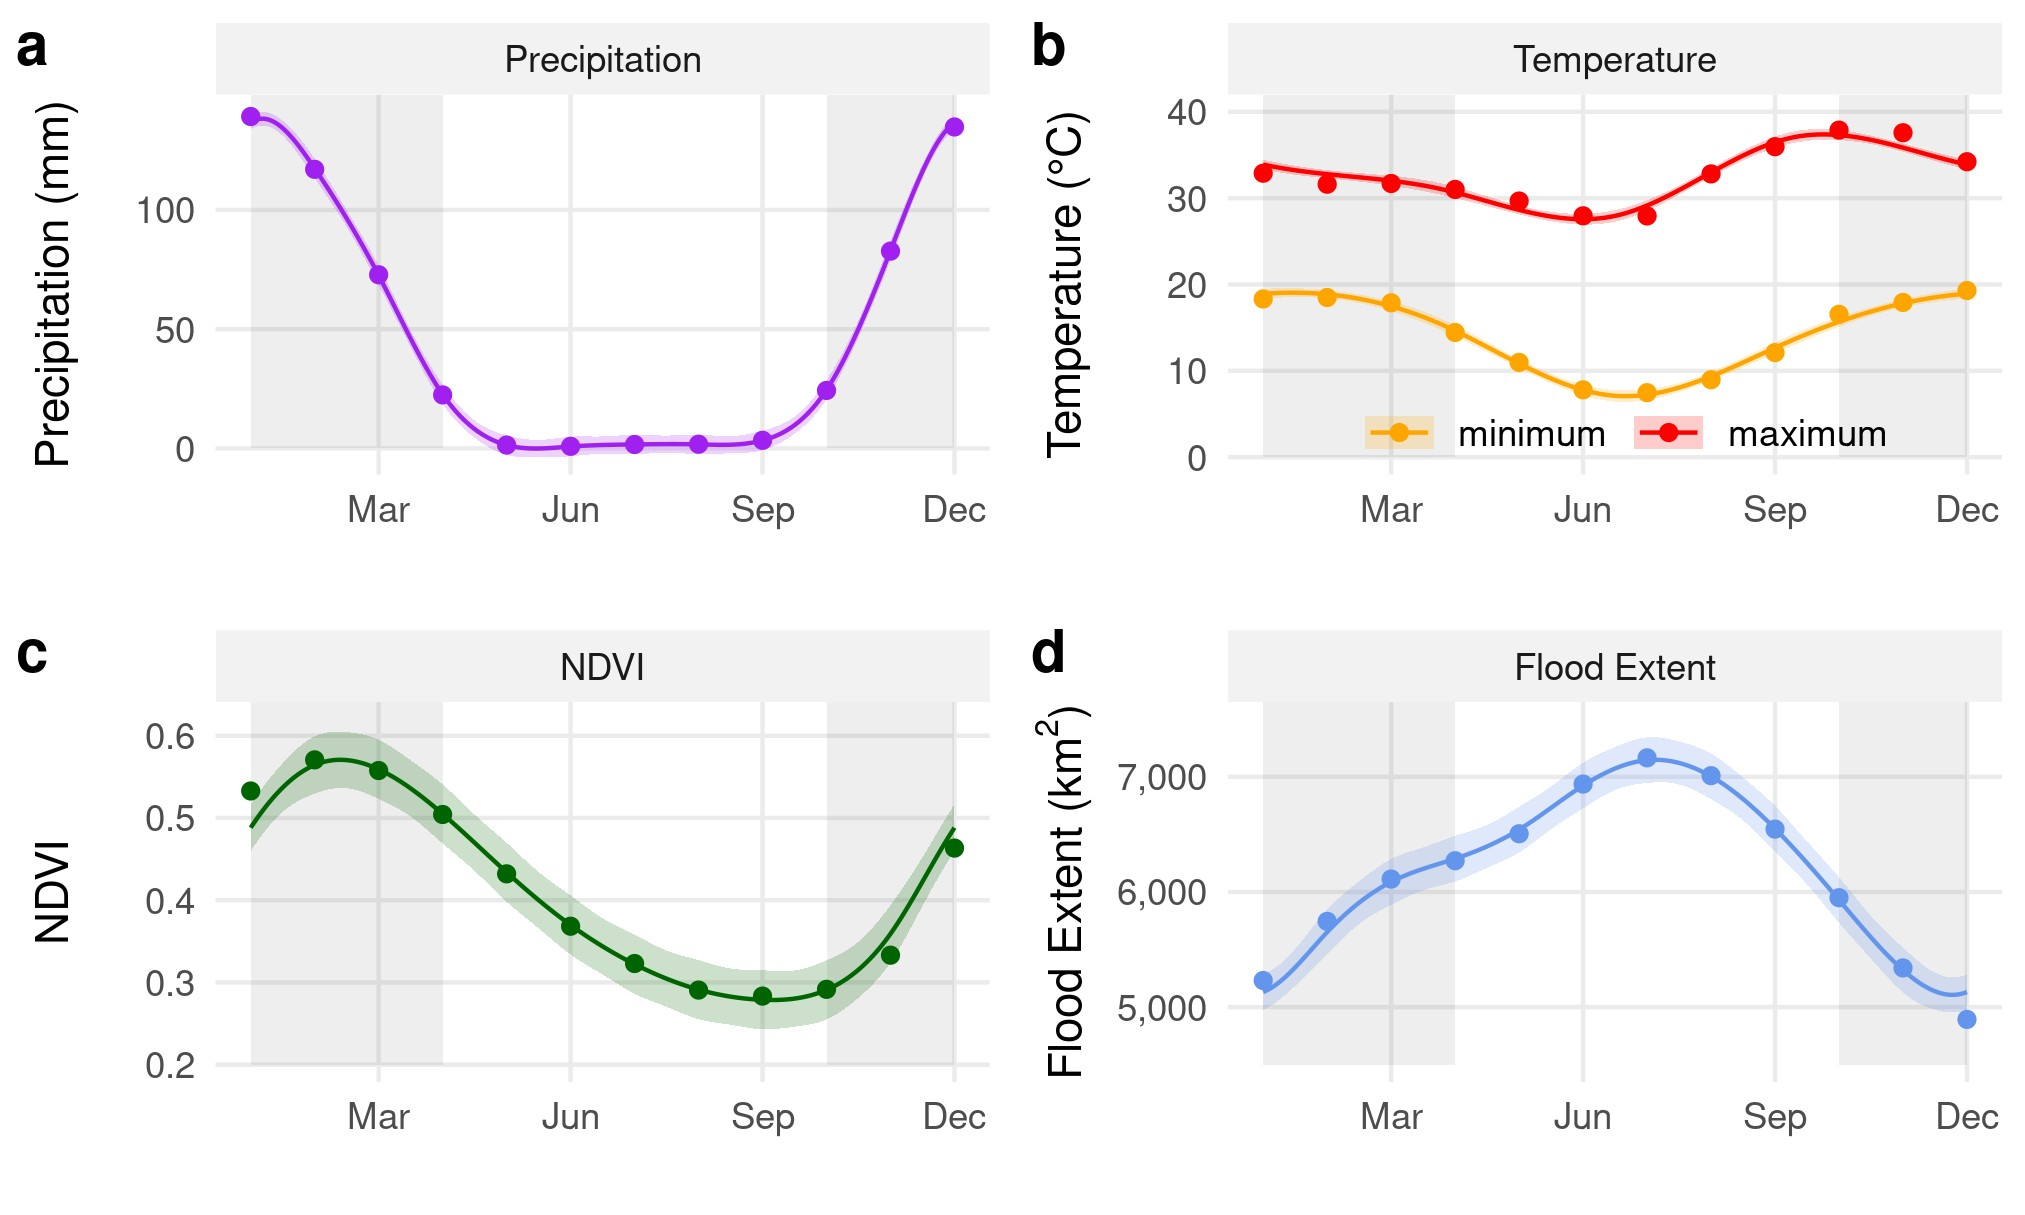 a
Precipitation
Precipitation (mm)
100
50
0
Mar Jun Sep Dec
b
Temperature
Temperature (°C)
40
30
20
10
0
minimum maximum
Mar Jun Sep Dec
c
NDVI
NDVI
0.6
0.5
0.4
0.3
0.2
Mar Jun Sep Dec
d
Flood Extent
Flood Extent (km²)
7,000
6,000
5,000
Mar Jun Sep Dec